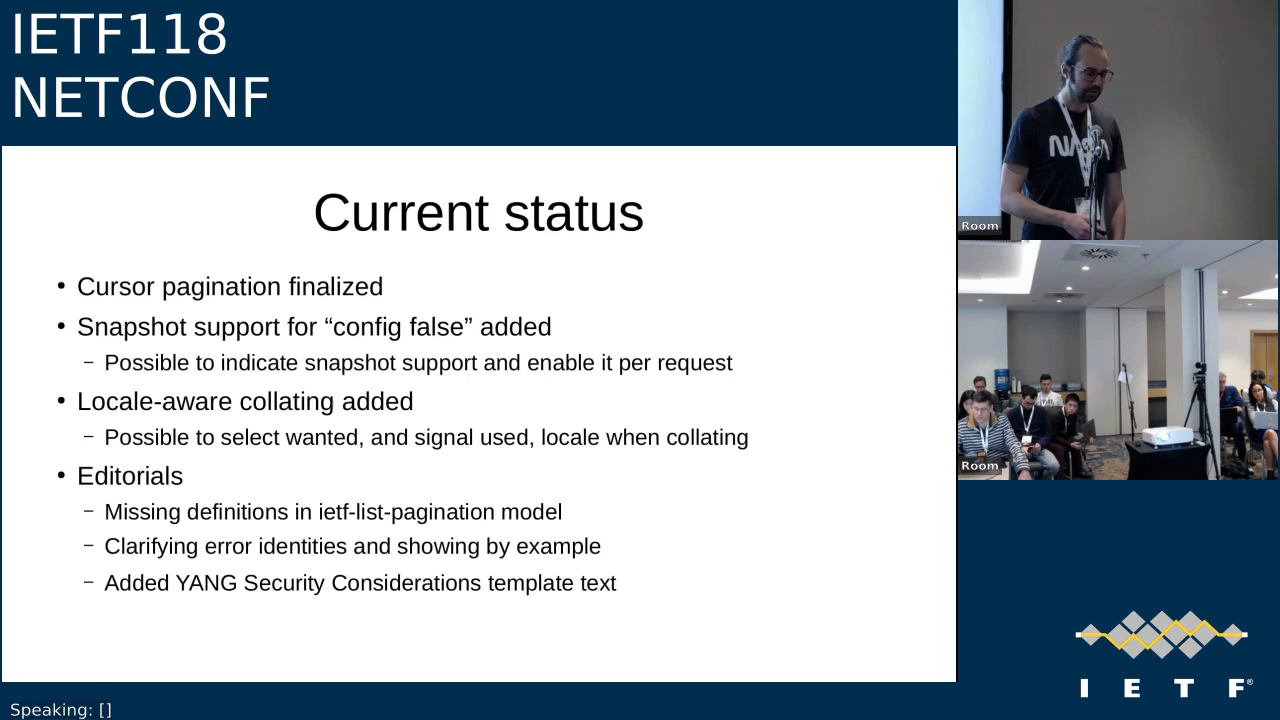 IETF118
NETCONF
Current status
• Cursor pagination finalized
• Snapshot support for “config false” added
– Possible to indicate snapshot support and enable it per request
• Locale-aware collating added
– Possible to select wanted, and signal used, locale when collating
• Editorials
– Missing definitions in ietf-list-pagination model
– Clarifying error identities and showing by example
– Added YANG Security Considerations template text
Room
NASA
Room
I E T F®
Speaking: []